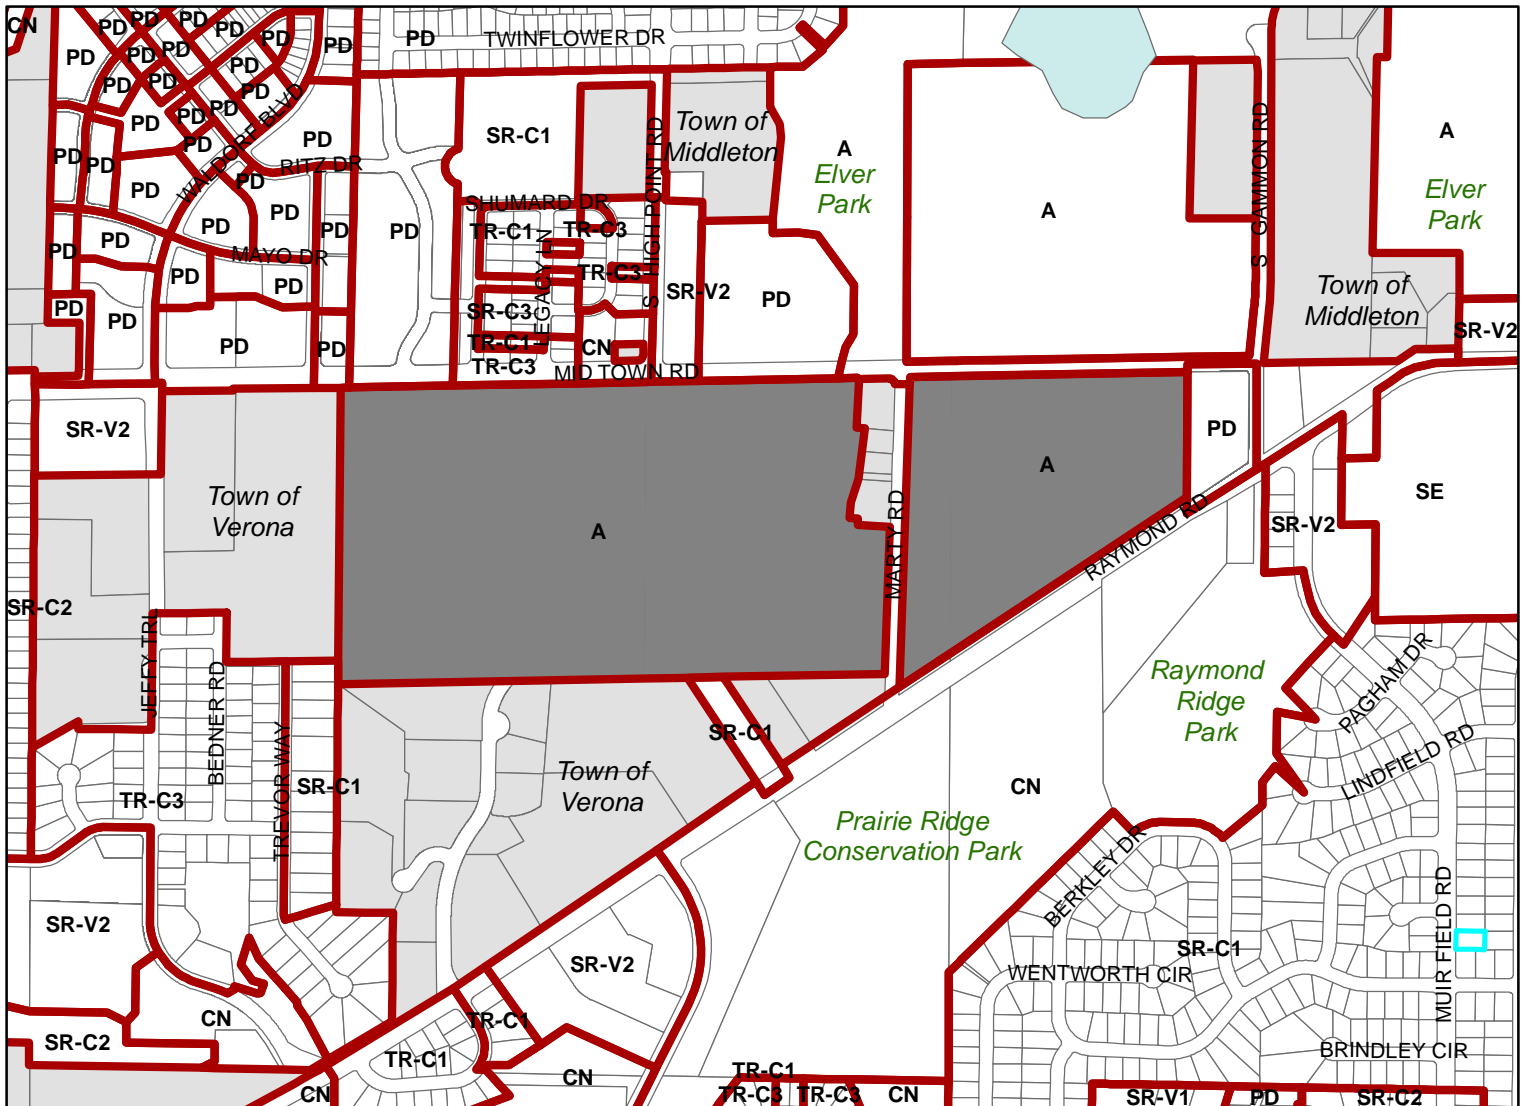 CN
PD
PD
PD
PD
PD
PD
PD
TWINFLOWER DR
PD
PD
PD
PD
PD
PD
PD
PD
PD
PD
PD
PD
WALDORF BLVD
PD
RITZ DR
PD
PD
PD
PD
PD
PD
PD
PD
PD
MAYO DR
PD
PD
PD
PD
PD
PD
PD
PD
SR-C1
SHUMARD DR
TR-C1
TR-C3
TR-C3
LEGACY LN
S HIGH POINT RD
SR-C3
TR-C1
TR-C3
CN
MID TOWN RD
SR-V2
PD
Town of
Middleton
A
Elver
Park
A
S GAMMON RD
A
Elver
Park
Town of
Middleton
SR-V2
SR-V2
Town of
Verona
A
MARTY RD
A
PD
RAYMOND RD
SR-V2
SE
SR-C2
JEFFY TRL
BEDNER RD
TREVOR WAY
TR-C3
SR-C1
Town of
Verona
SR-C1
Raymond
Ridge
Park
PAGHAM DR
LINDFIELD RD
CN
Prairie Ridge
Conservation Park
BERKLEY DR
SR-C1
WENTWORTH CIR
MUIR FIELD RD
BRINDLEY CIR
SR-V2
SR-V2
CN
SR-C2
TR-C1
TR-C1
CN
CN
TR-C1
TR-C3
TR-C3
CN
SR-V1
PD
SR-C2